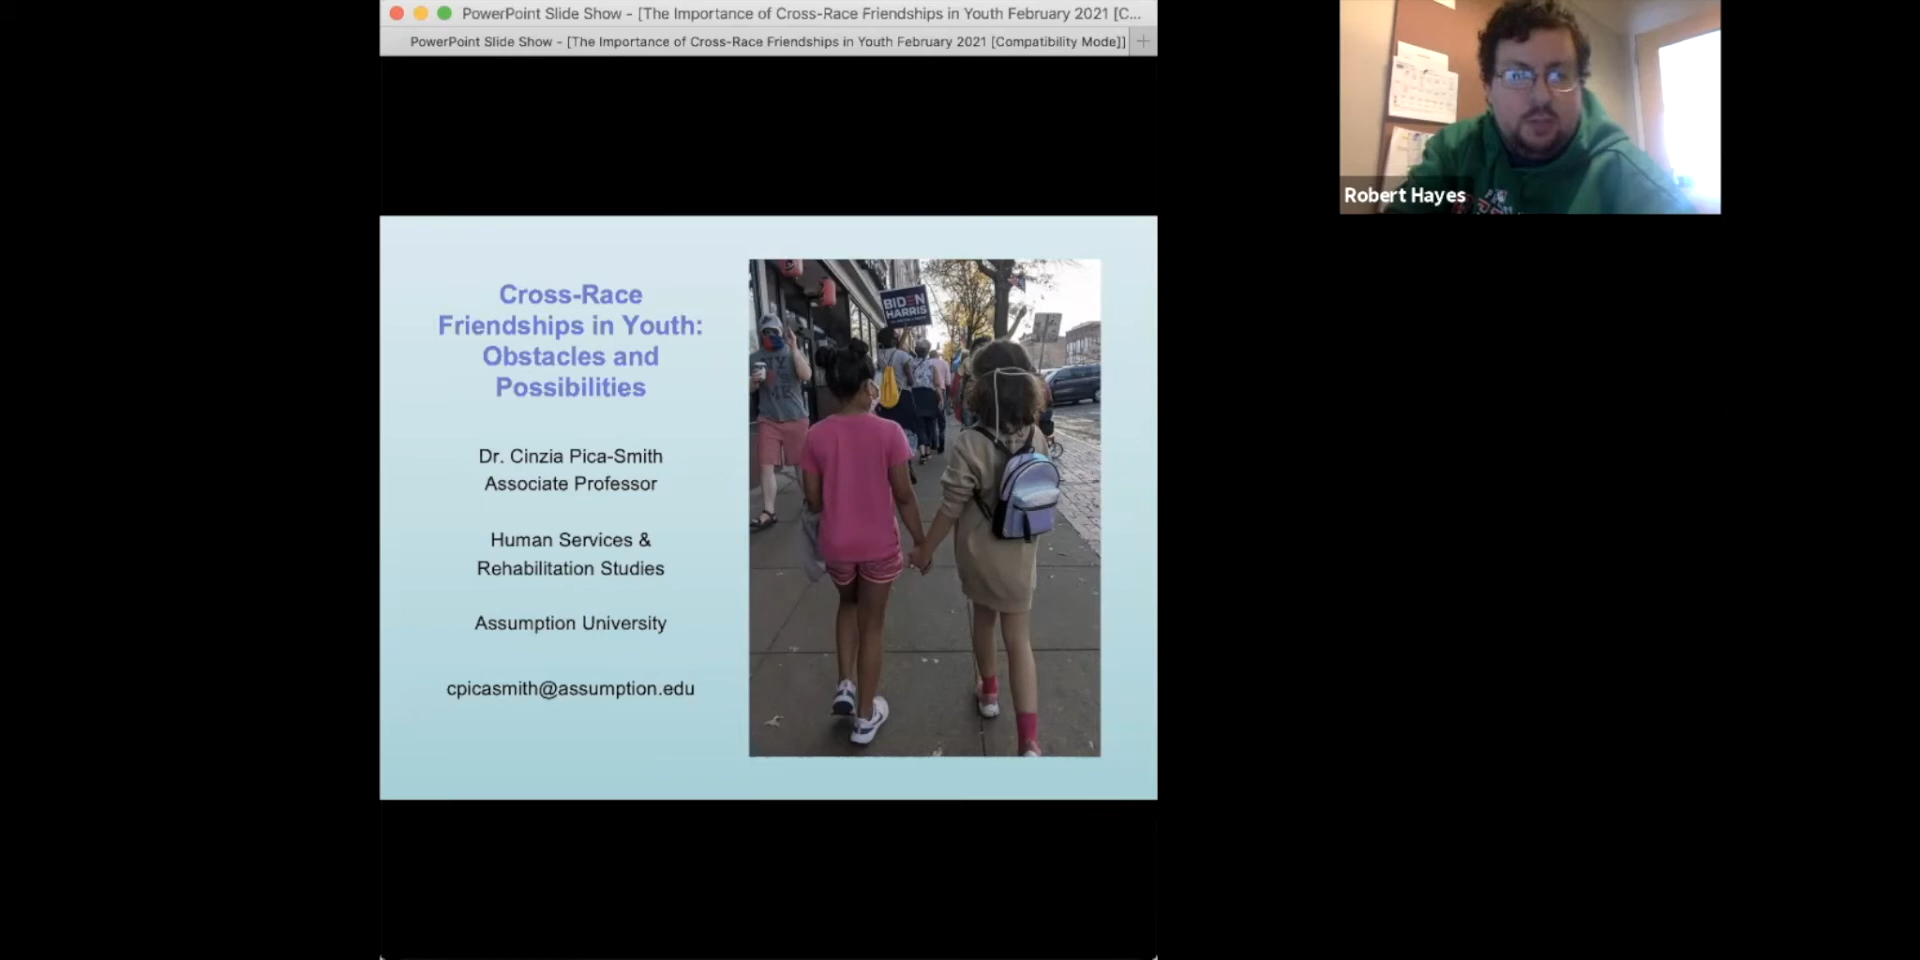 PowerPoint Slide Show - [The Importance of Cross-Race Friendships in Youth February 2021 [C...
PowerPoint Slide Show - [The Importance of Cross-Race Friendships in Youth February 2021 [Compatibility Mode]]
Robert Hayes
Cross-Race
Friendships in Youth:
Obstacles and
Possibilities
Dr. Cinzia Pica-Smith
Associate Professor
Human Services &
Rehabilitation Studies
Assumption University
cpicasmith@assumption.edu
BIDEN
HARRIS